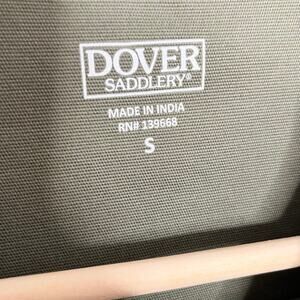 DOVER
SADDLERY®
MADE IN INDIA
RN# 139668
S